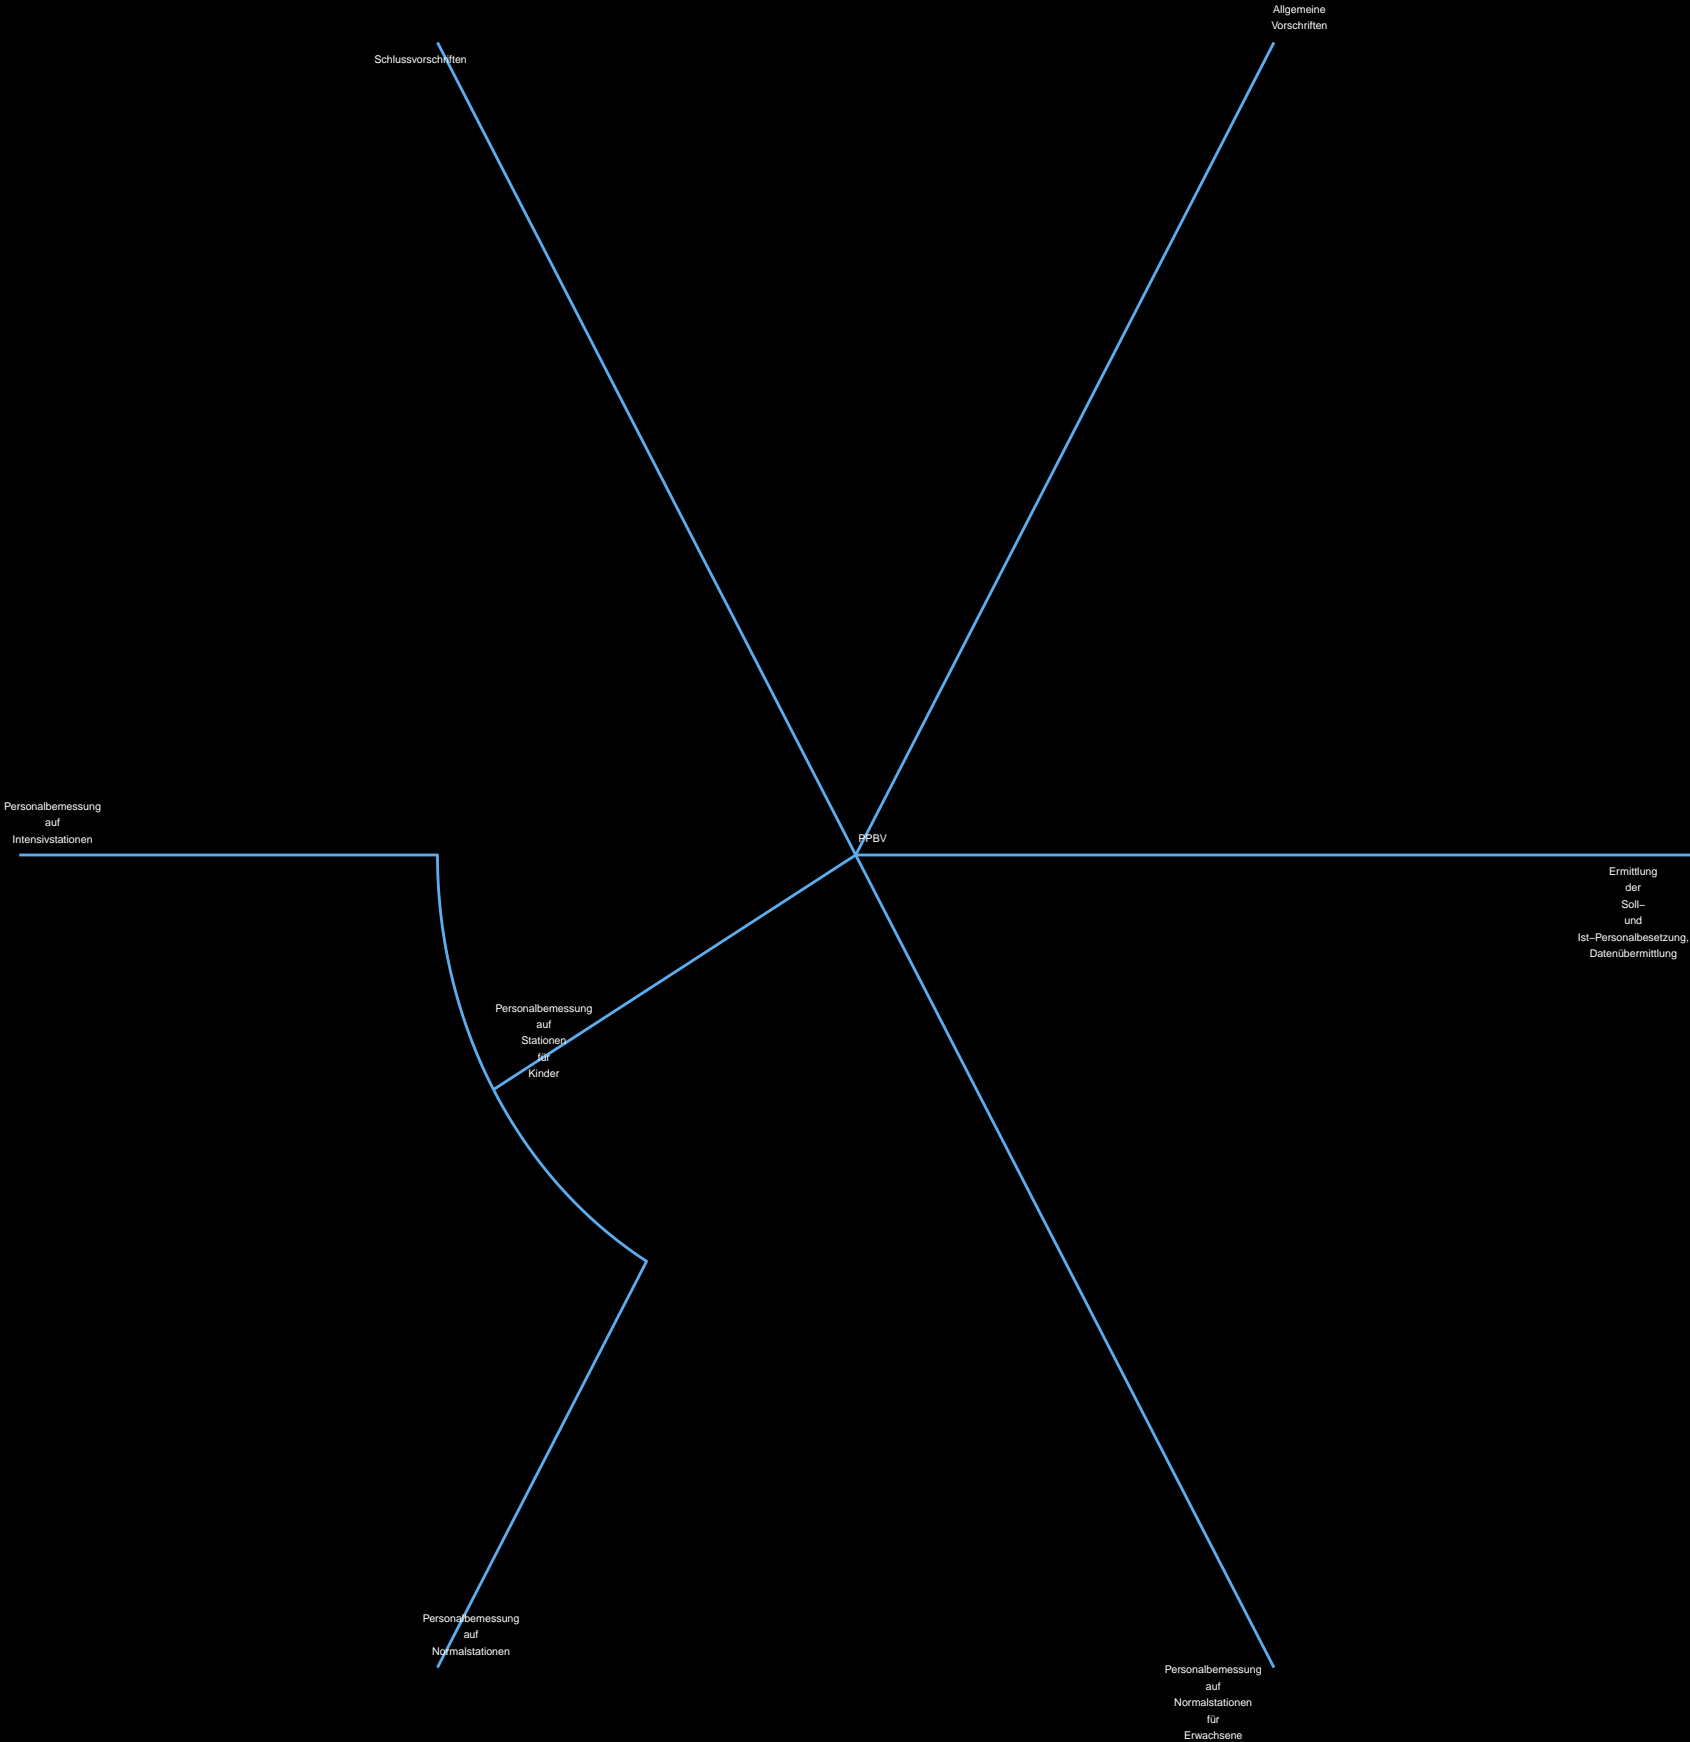 Allgemeine
Vorschriften
Schlussvorschriften
Personalbemessung
auf
Intensivstationen
PPBV
Ermittlung
der
Soll–
und
Ist–Personalbesetzung,
Datenübermittlung
Personalbemessung
auf
Stationen
für
Kinder
Personalbemessung
auf
Normalstationen
Personalbemessung
auf
Normalstationen
für
Erwachsene